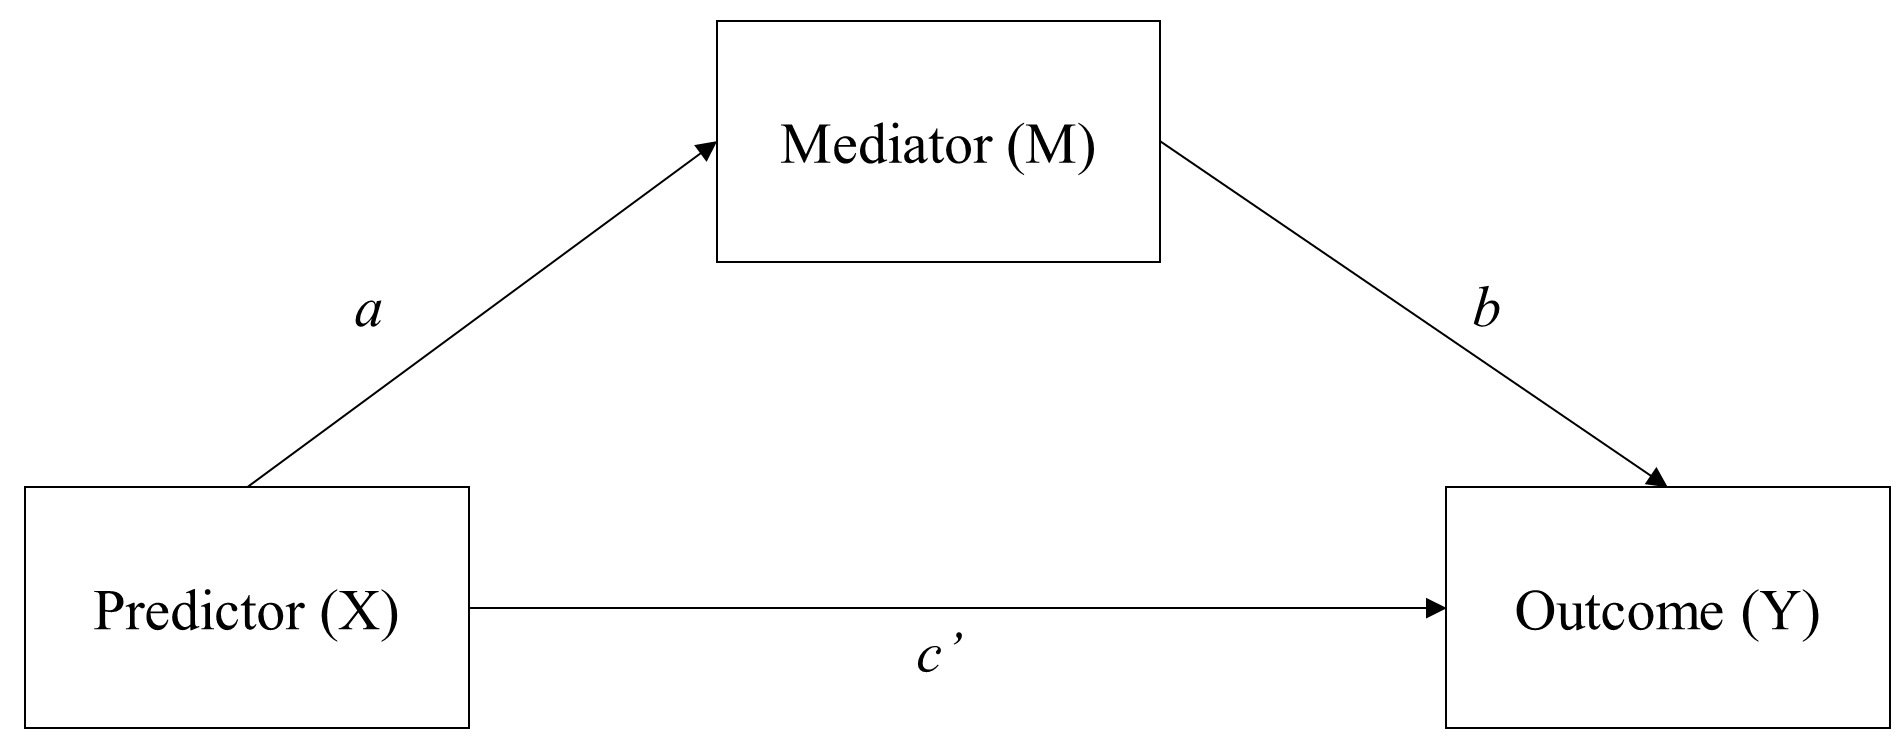 Mediator (M)
a
b
Predictor (X)
Outcome (Y)
c’